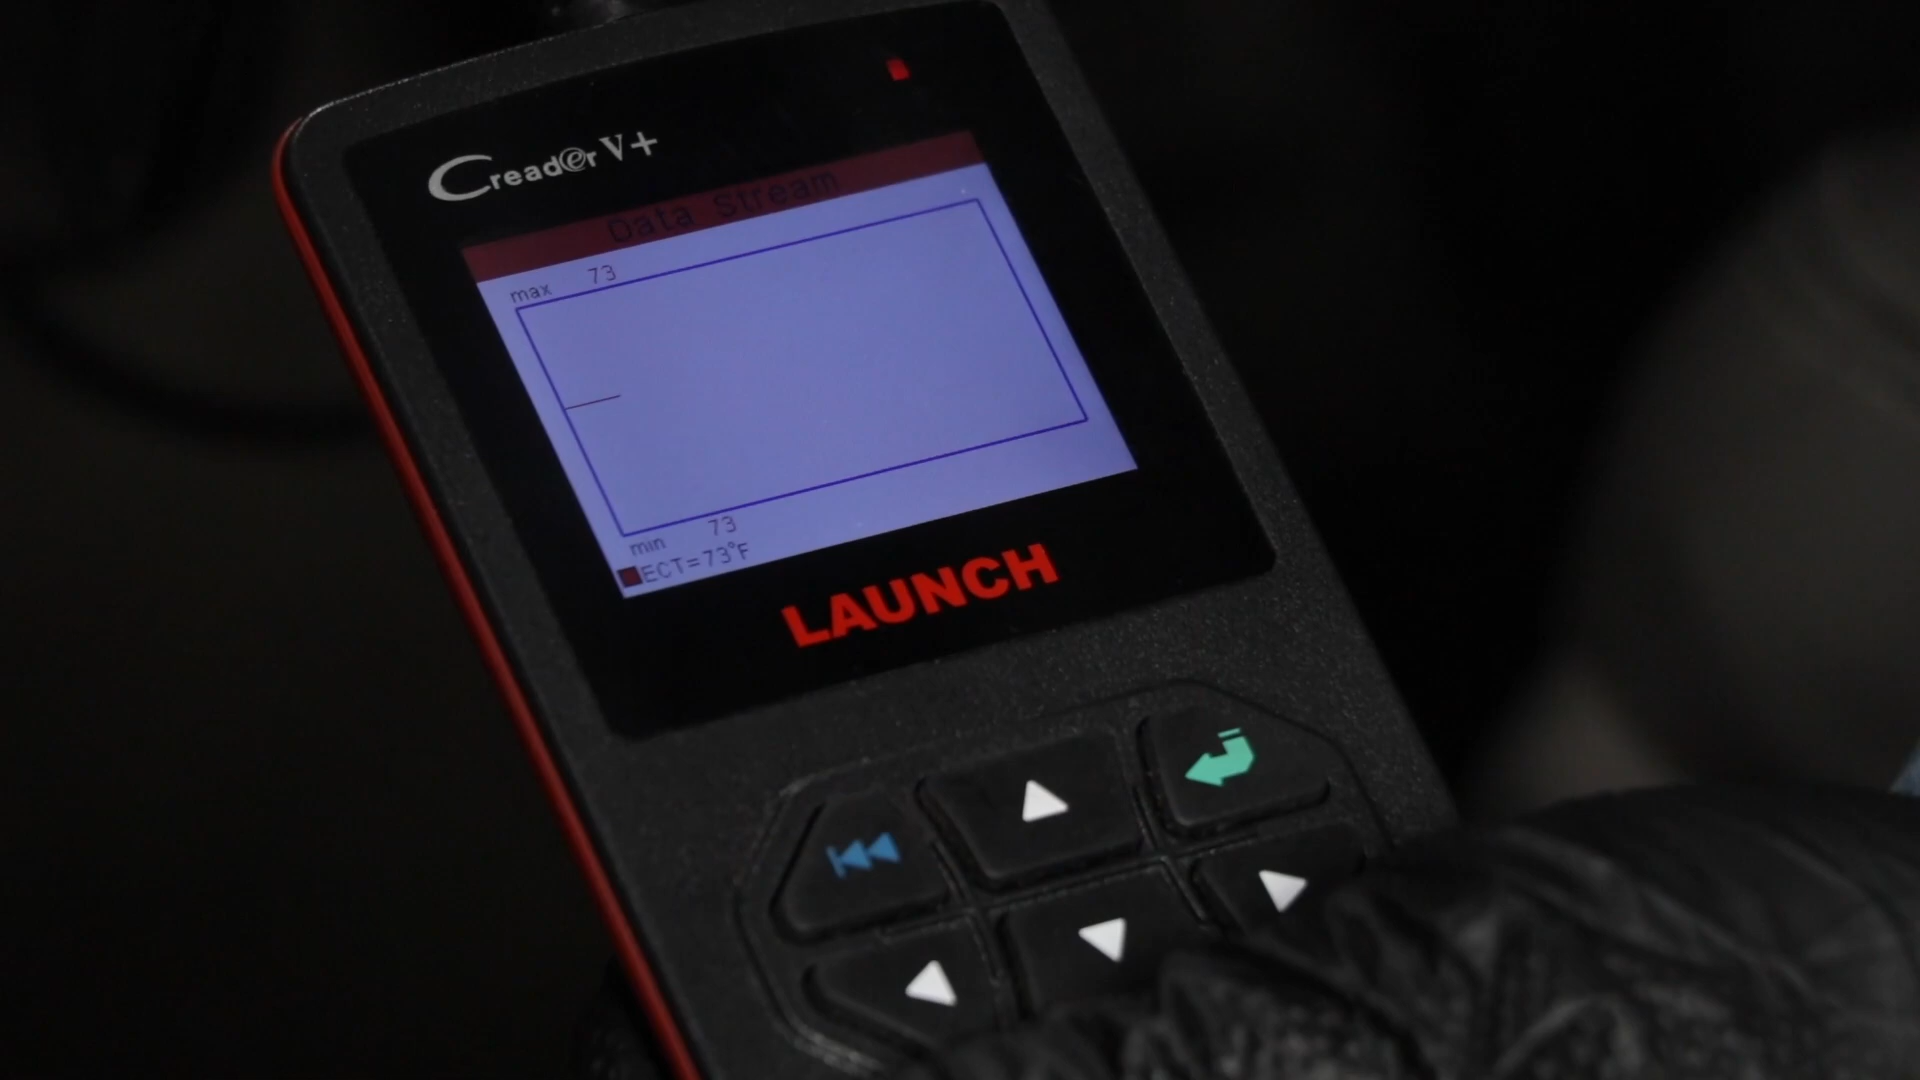 Creader V+
Data Stream
max 73
min 73
ECT=73°F
LAUNCH